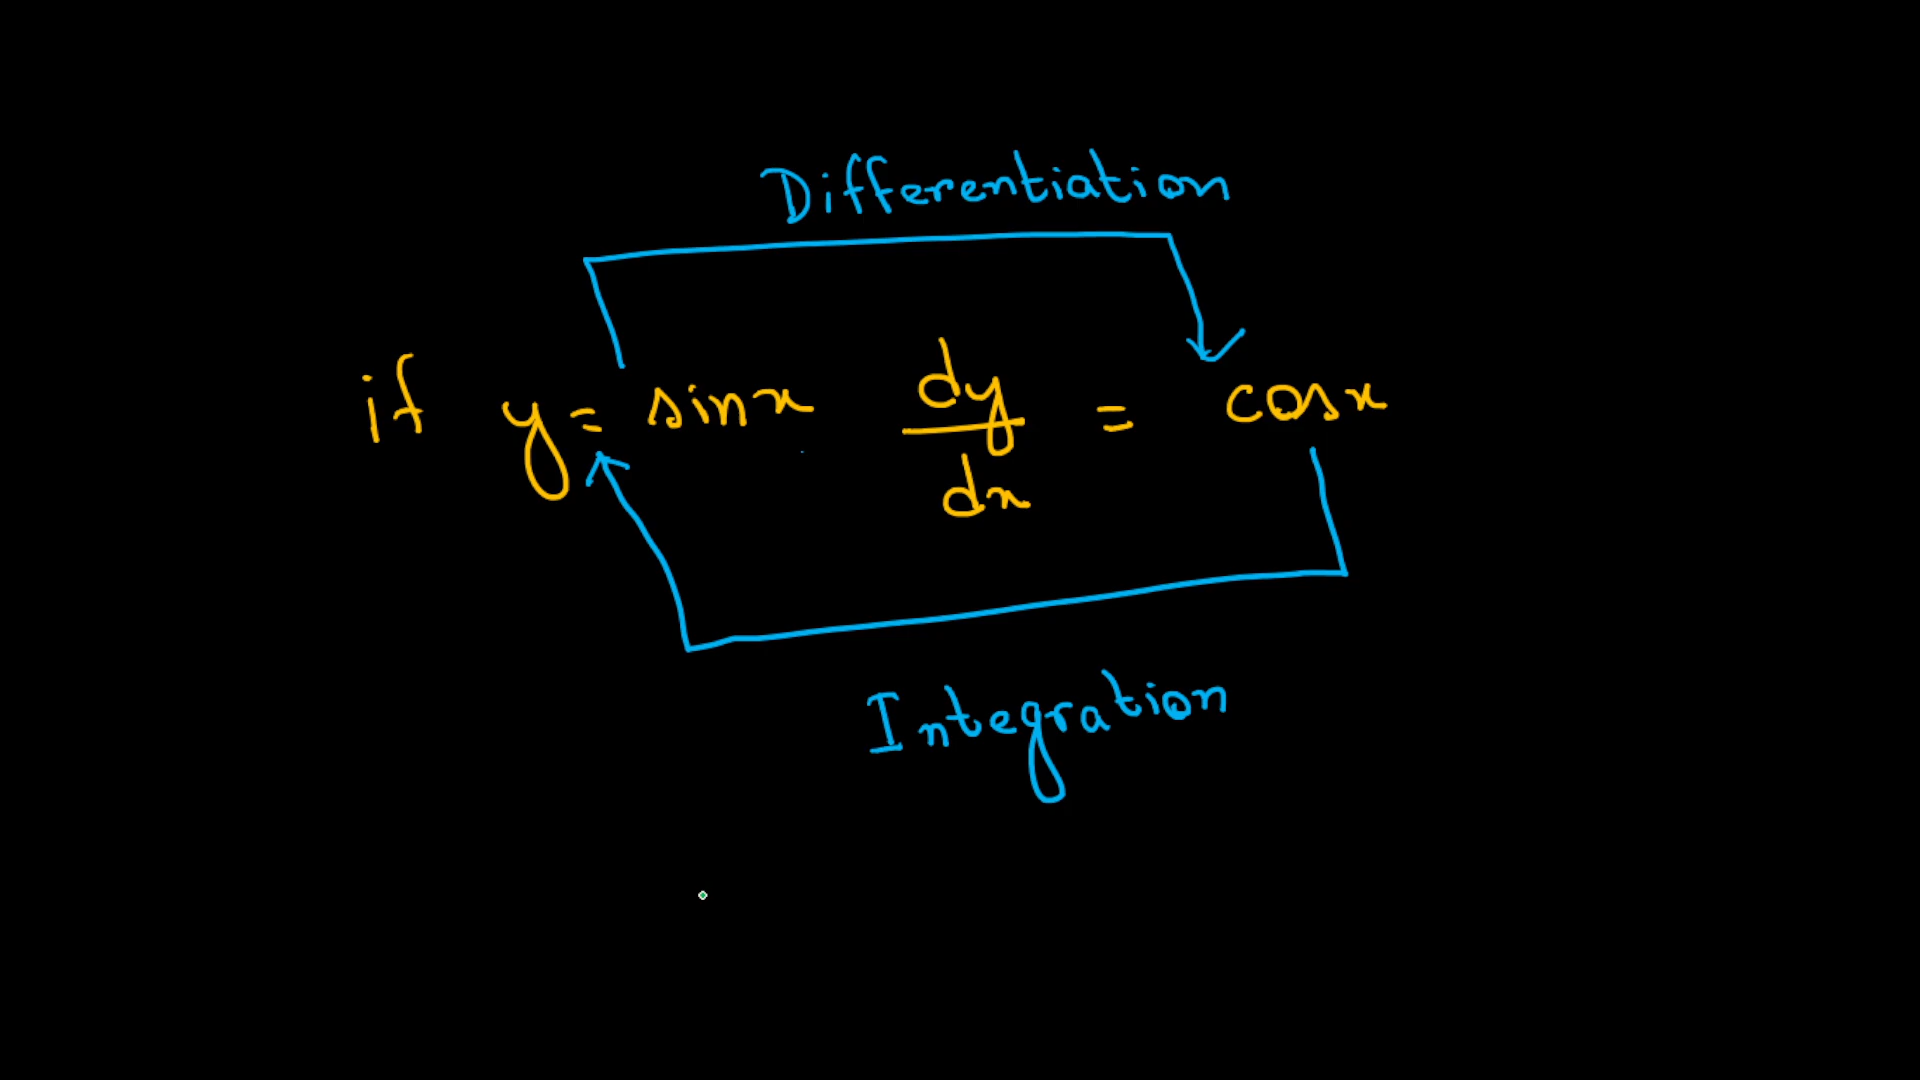 Differentiation
if y = sinx dy/dx = cosx
Integration